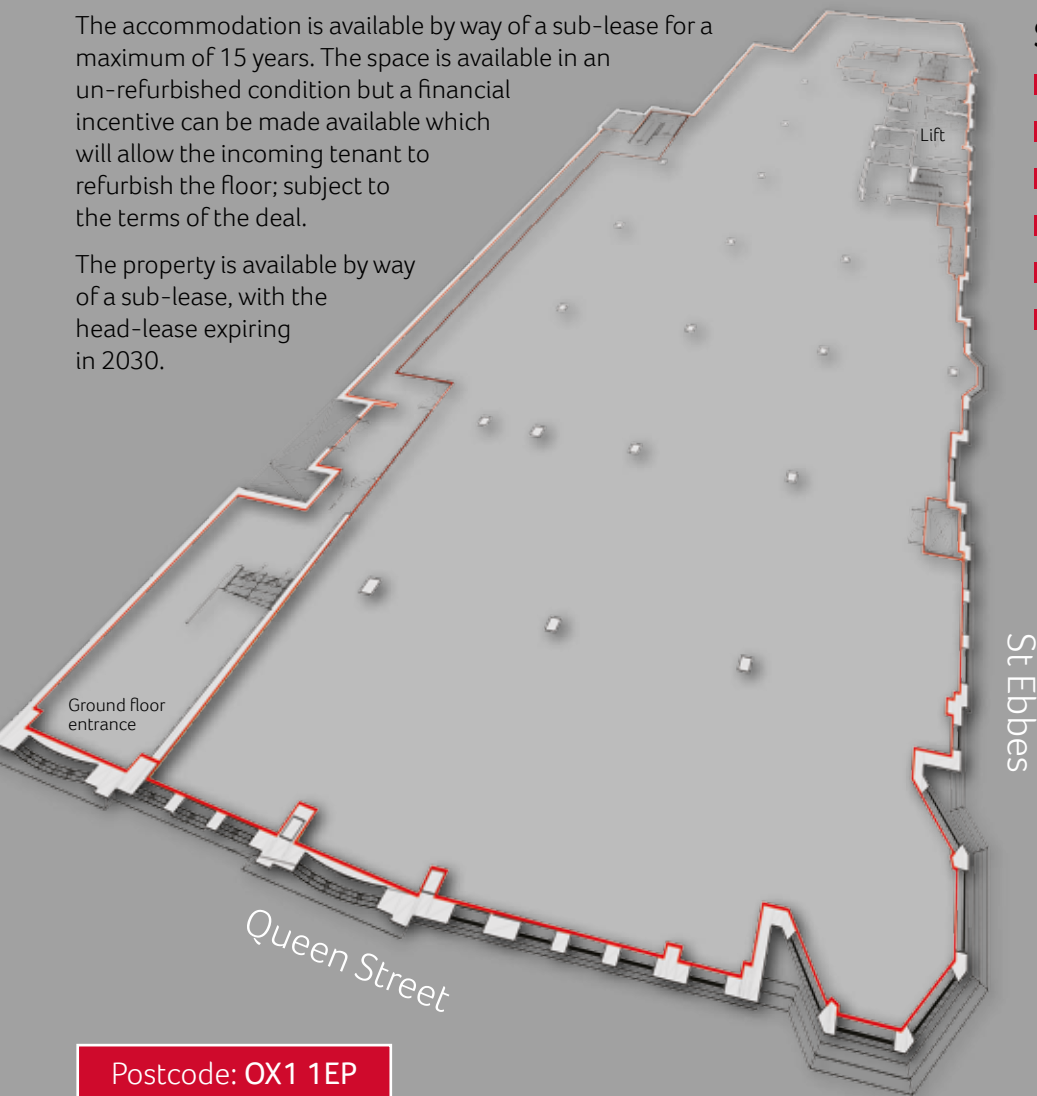 The accommodation is available by way of a sub-lease for a
maximum of 15 years. The space is available in an
un-refurbished condition but a financial
incentive can be made available which
will allow the incoming tenant to
refurbish the floor; subject to
the terms of the deal.
The property is available by way
of a sub-lease, with the
head-lease expiring
in 2030.
Lift
Ground floor
entrance
St Ebbes
Queen Street
Postcode: OX1 1EP